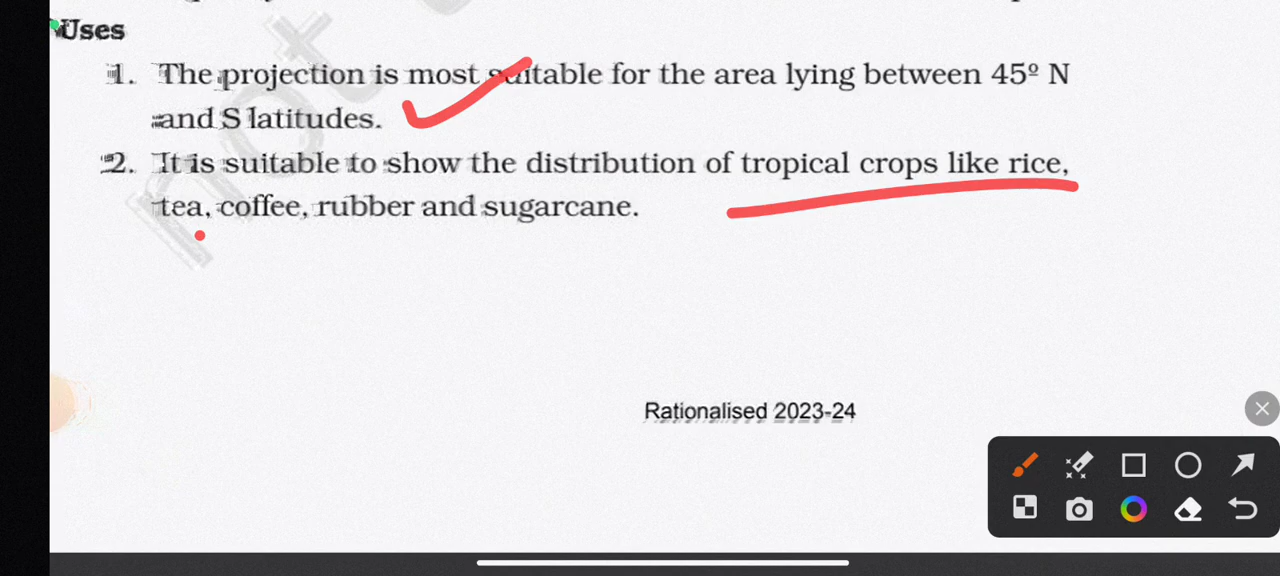 Uses
1. The projection is most suitable for the area lying between 45º N
and S latitudes.
2. It is suitable to show the distribution of tropical crops like rice,
tea, coffee, rubber and sugarcane.
not
Rationalised 2023-24